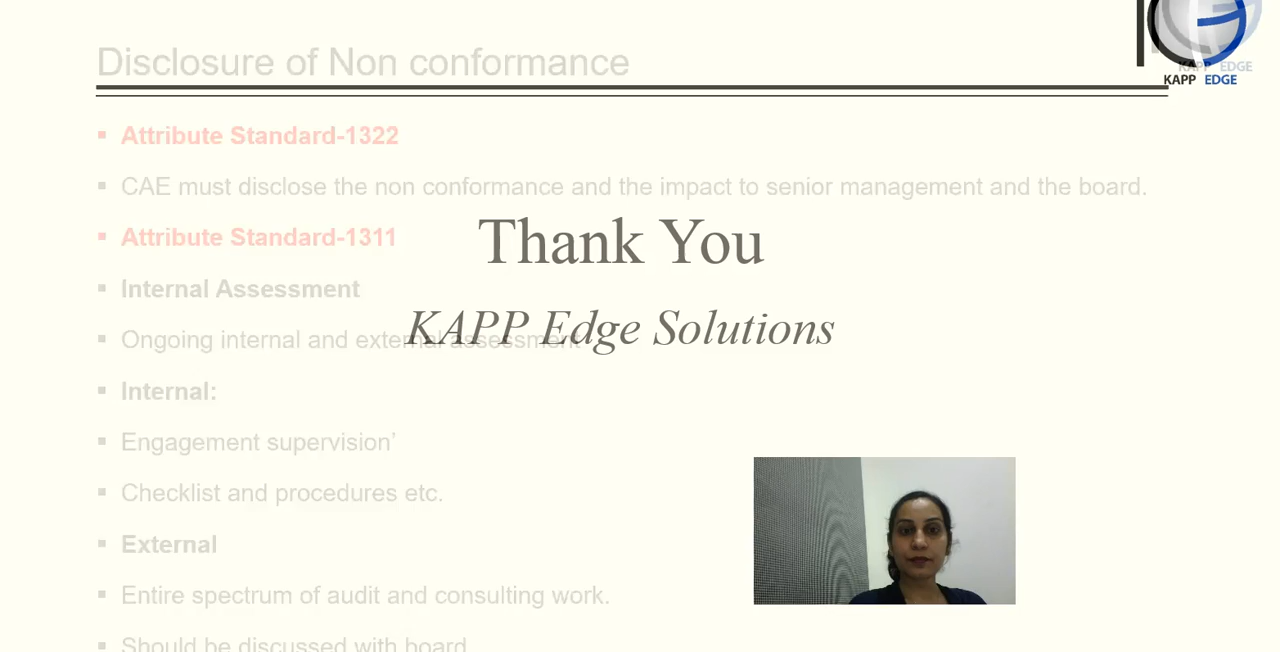 Disclosure of Non conformance
KAPP EDGE
KAPP EDGE
▪ Attribute Standard-1322
▪ CAE must disclose the non conformance and the impact to senior management and the board.
Thank You
▪ Attribute Standard-1311
▪ Internal Assessment
KAPP Edge Solutions
▪ Ongoing internal and external assessment
▪ Internal:
▪ Engagement supervision’
▪ Checklist and procedures etc.
▪ External
▪ Entire spectrum of audit and consulting work.
▪ Should be discussed with board